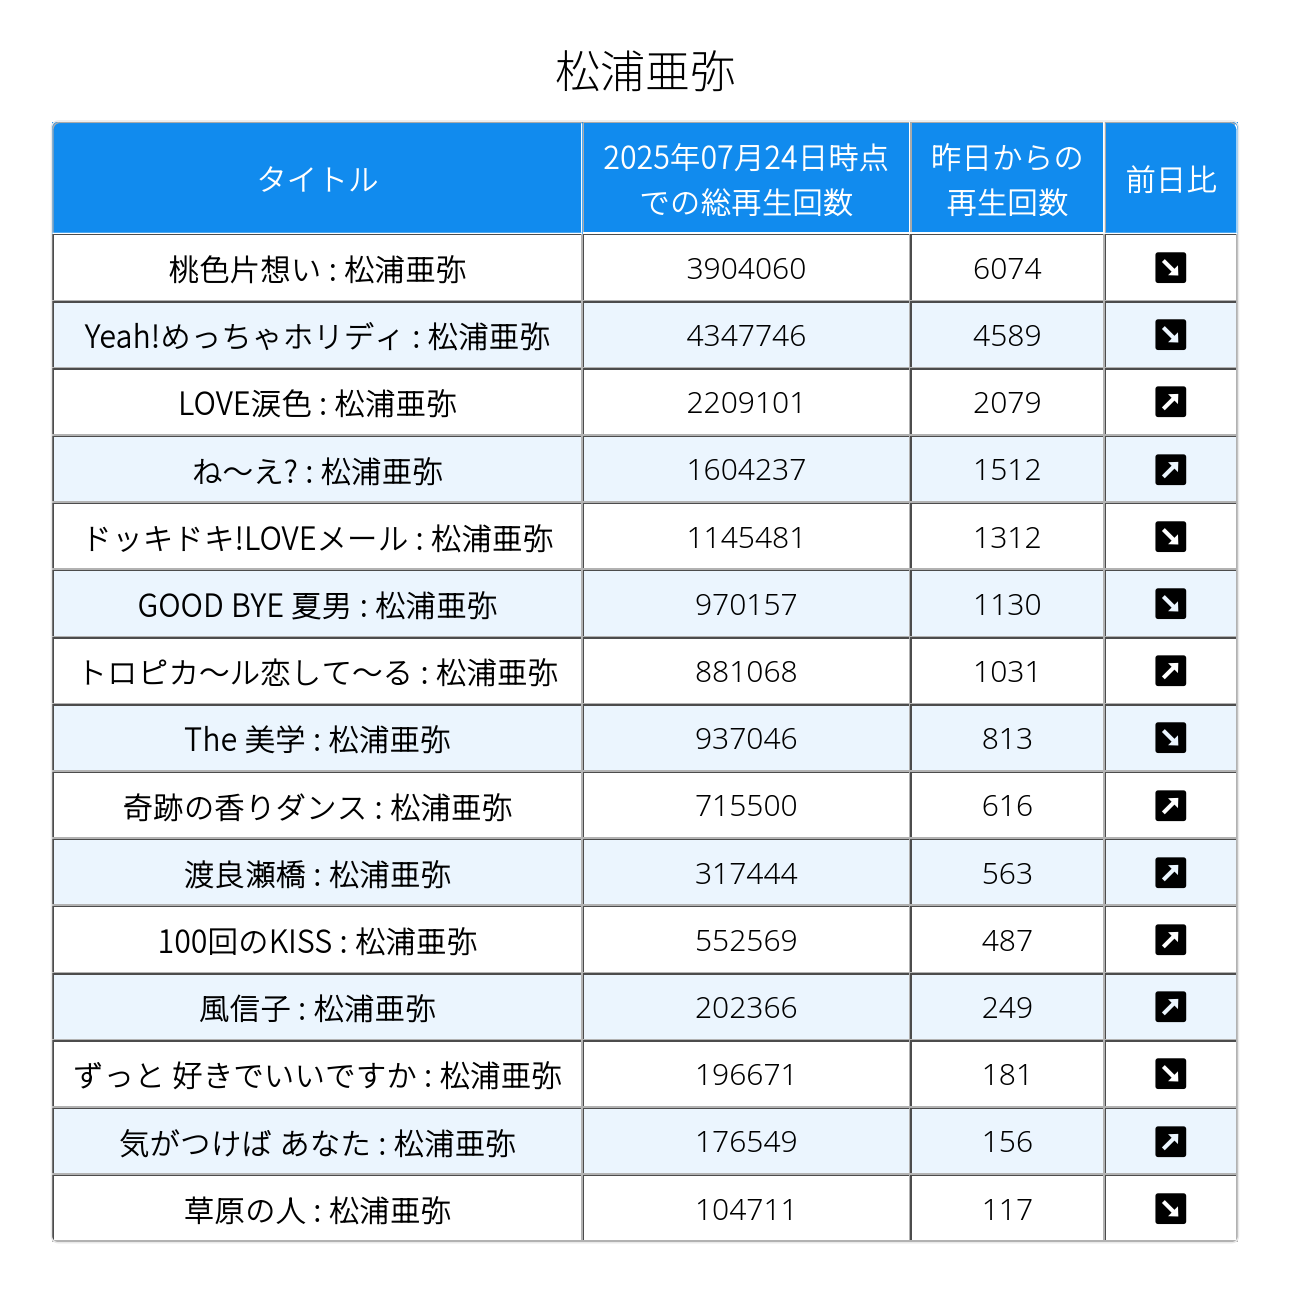 松浦亜弥
タイトル
2025年07月24日時点
での総再生回数
昨日からの
再生回数
前日比
桃色片想い : 松浦亜弥 3904060 6074 ↘
Yeah!めっちゃホリディ : 松浦亜弥 4347746 4589 ↘
LOVE涙色 : 松浦亜弥 2209101 2079 ↗
ね〜え? : 松浦亜弥 1604237 1512 ↗
ドッキドキ!LOVEメール : 松浦亜弥 1145481 1312 ↘
GOOD BYE 夏男 : 松浦亜弥 970157 1130 ↘
トロピカ〜ル恋して〜る : 松浦亜弥 881068 1031 ↗
The 美学 : 松浦亜弥 937046 813 ↘
奇跡の香りダンス : 松浦亜弥 715500 616 ↗
渡良瀬橋 : 松浦亜弥 317444 563 ↗
100回のKISS : 松浦亜弥 552569 487 ↗
風信子 : 松浦亜弥 202366 249 ↗
ずっと 好きでいいですか : 松浦亜弥 196671 181 ↘
気がつけば あなた : 松浦亜弥 176549 156 ↗
草原の人 : 松浦亜弥 104711 117 ↘